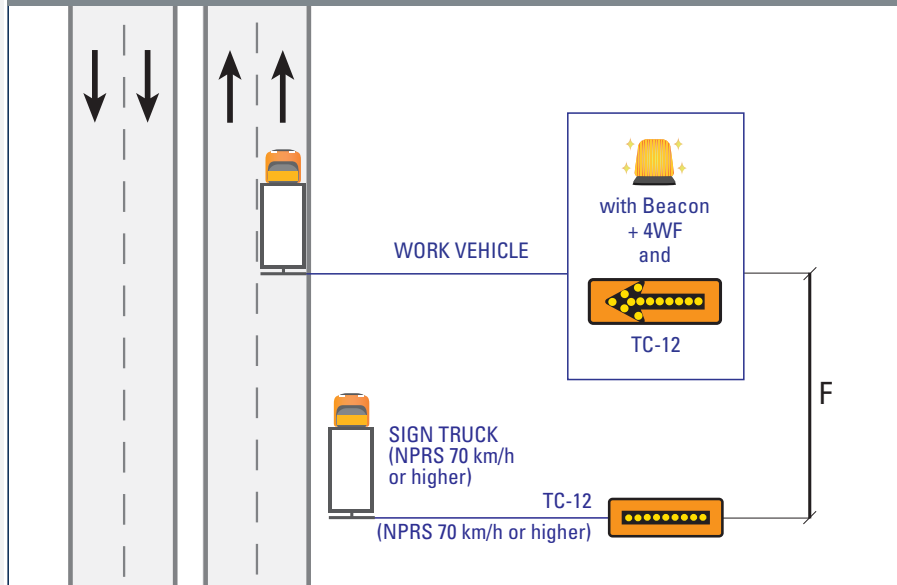 with Beacon
+ 4WF
and
WORK VEHICLE
TC-12
F
SIGN TRUCK
(NPRS 70 km/h
or higher)
TC-12
(NPRS 70 km/h or higher)